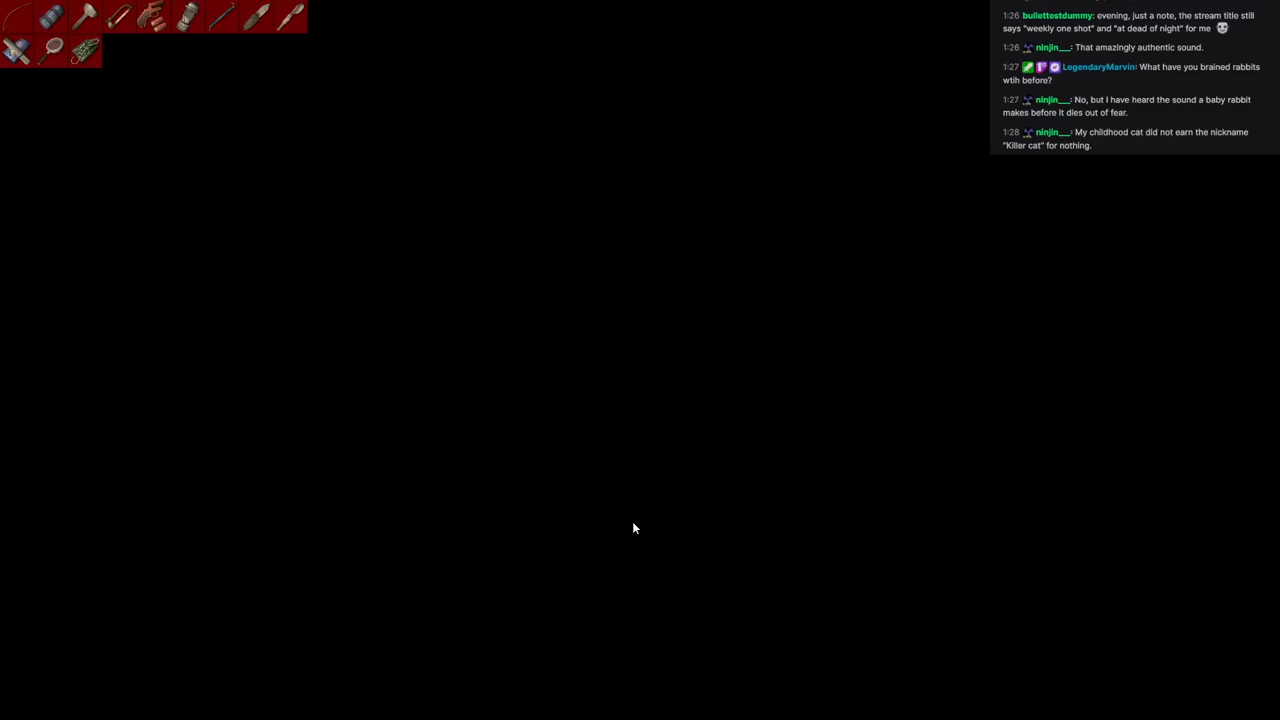 1:26 bullettestdummy: evening, just a note, the stream title still
says "weekly one shot" and "at dead of night" for me
1:26 ninjin__: That amazingly authentic sound.
1:27 LegendaryMarvin: What have you brained rabbits
wtih before?
1:27 ninjin__: No, but I have heard the sound a baby rabbit
makes before it dies out of fear.
1:28 ninjin__: My childhood cat did not earn the nickname
"Killer cat" for nothing.